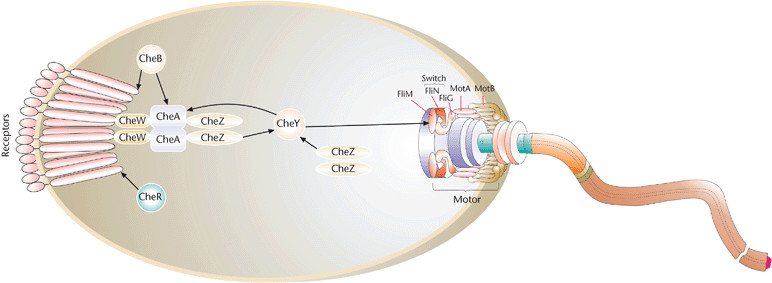 Receptors
CheB
CheW
CheA
CheZ
CheW
CheA
CheZ
CheY
CheZ
CheZ
CheR
Switch
FliM
FliN
FliG
MotA
MotB
Motor